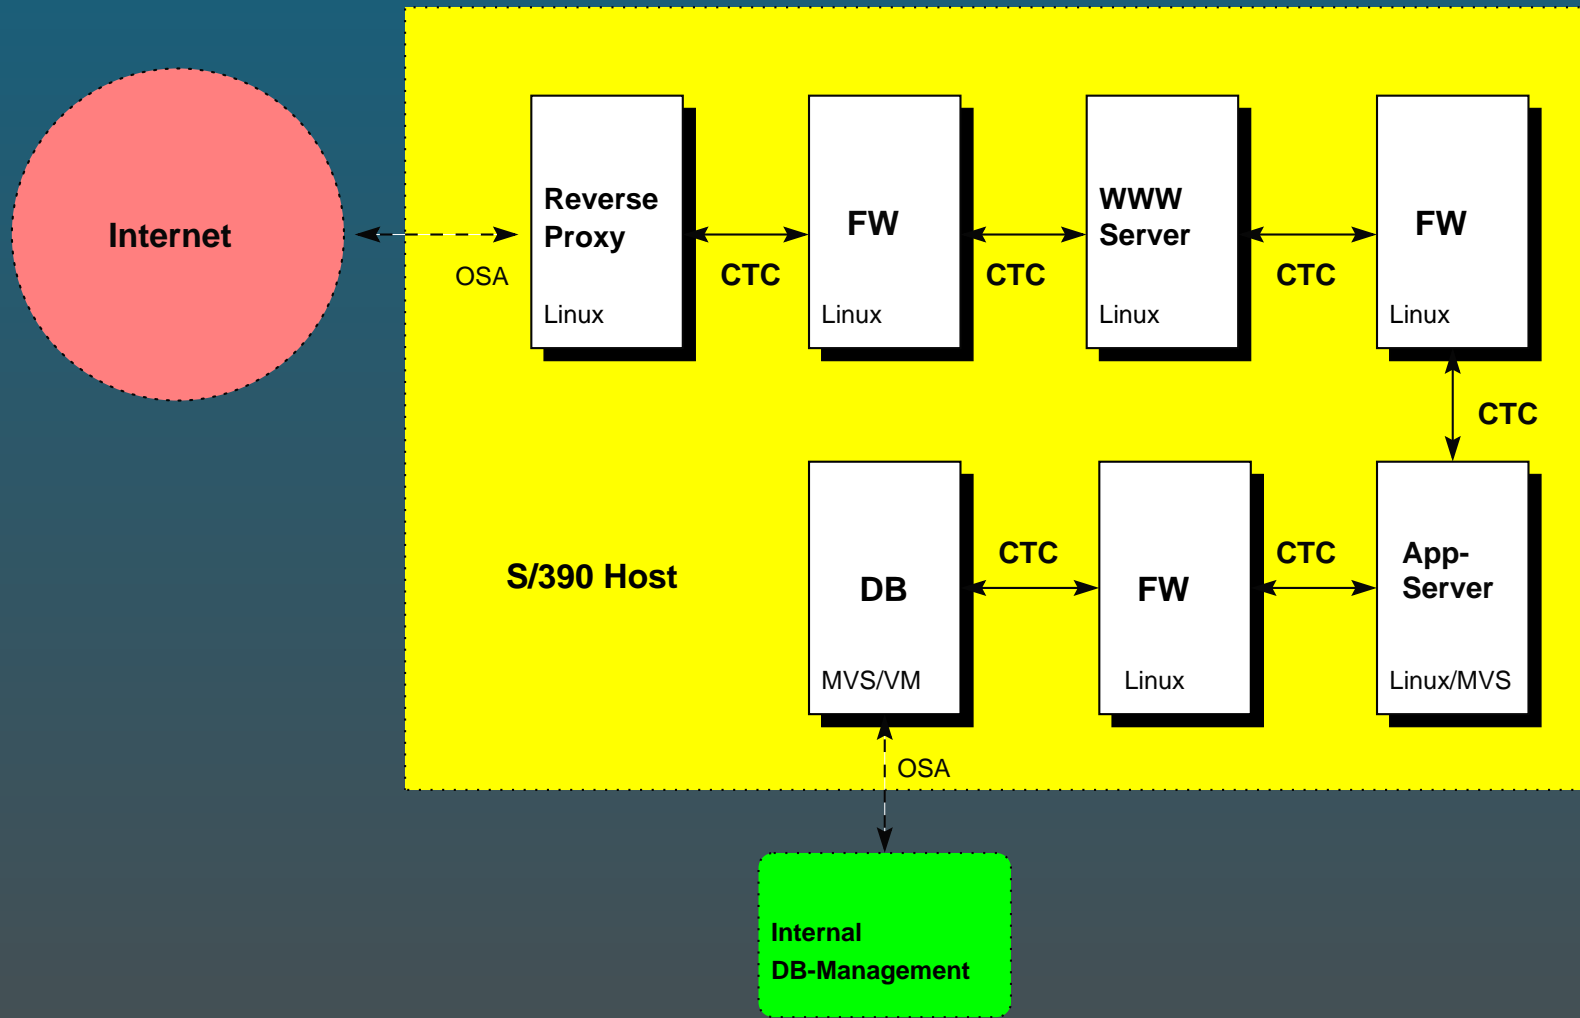 Internet
OSA
Reverse
Proxy
Linux
CTC
FW
Linux
CTC
WWW
Server
Linux
CTC
FW
Linux
CTC
S/390 Host
DB
MVS/VM
CTC
FW
Linux
CTC
App-
Server
Linux/MVS
OSA
Internal
DB-Management